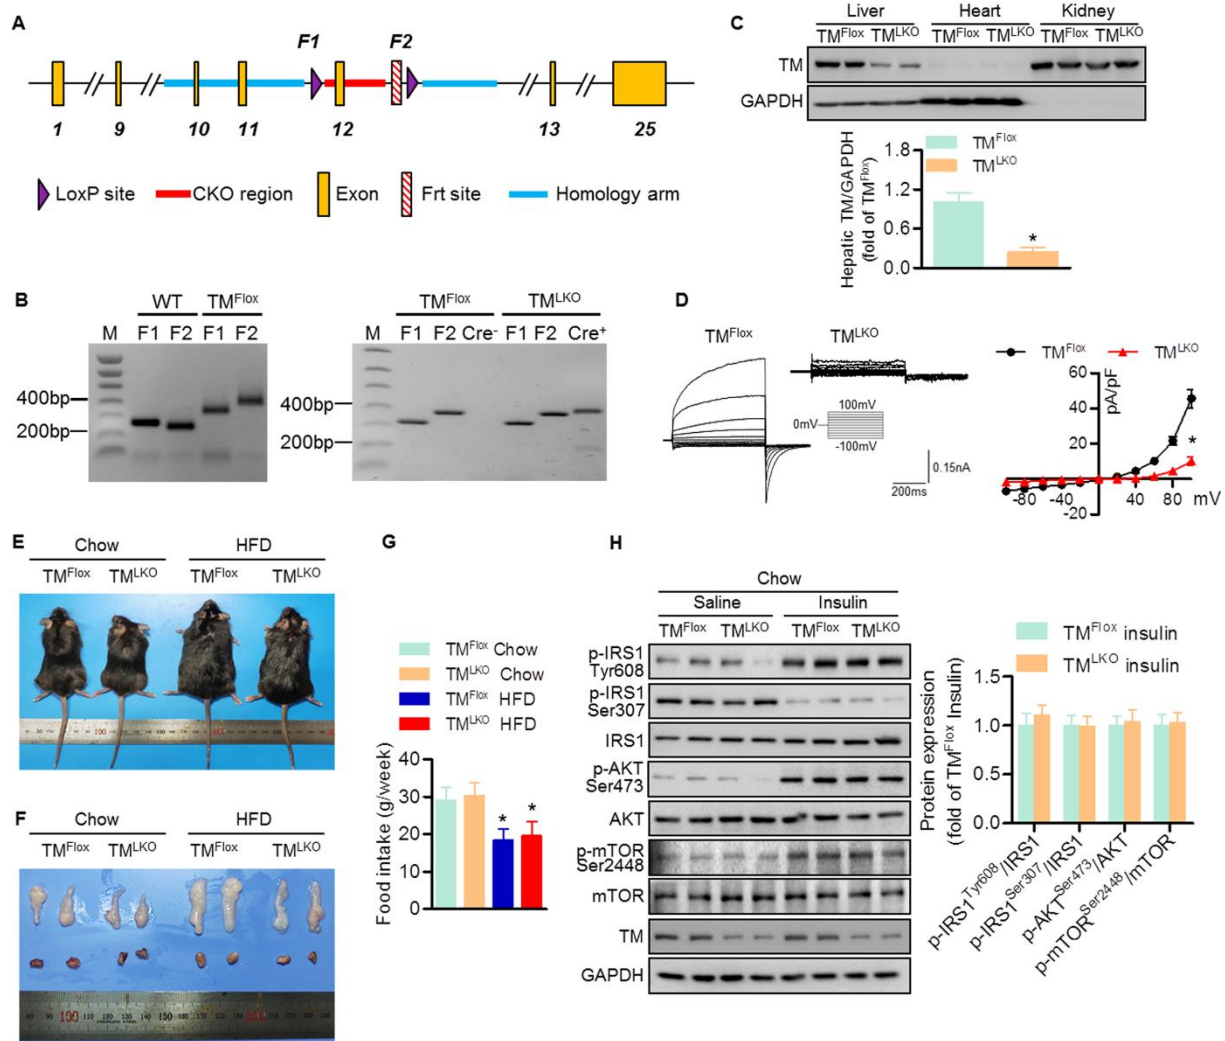 A
F1 F2
1 9 10 11 12 13 25
LoxP site CKO region Exon Frt site Homology arm
B
WT TMFlox
M F1 F2 F1 F2
400bp
200bp
TMFlox TMLKO
M F1 F2 Cre- F1 F2 Cre+
400bp
200bp
C
Liver Heart Kidney
TMFlox TMLKO TMFlox TMLKO TMFlox TMLKO
TM
GAPDH
Hepatic TM/GAPDH
(fold of TMFlox)
1.8
1.2
0.6
0.0
TMFlox
TMLKO
*
D
TMFlox TMLKO
100mV
0mV
-100mV
0.15nA
200ms
TMFlox TMLKO
pA/pF
60
40
20
-20
-80 -40 40 80 mV
*
E
Chow HFD
TMFlox TMLKO TMFlox TMLKO
F
Chow HFD
TMFlox TMLKO TMFlox TMLKO
G
TMFlox Chow
TMLKO Chow
TMFlox HFD
TMLKO HFD
Food intake (g/week)
40
30
20
10
0
* *
H
Chow
Saline Insulin
TMFlox TMLKO TMFlox TMLKO
p-IRS1
Tyr608
p-IRS1
Ser307
IRS1
p-AKT
Ser473
AKT
p-mTOR
Ser2448
mTOR
TM
GAPDH
TMFlox insulin
TMLKO insulin
Protein expression
(fold of TMFlox Insulin)
1.5
1.0
0.5
0.0
p-IRS1Tyr608/IRS1
p-IRS1Ser307/IRS1
p-AKTSer473/AKT
p-mTORSer2448/mTOR